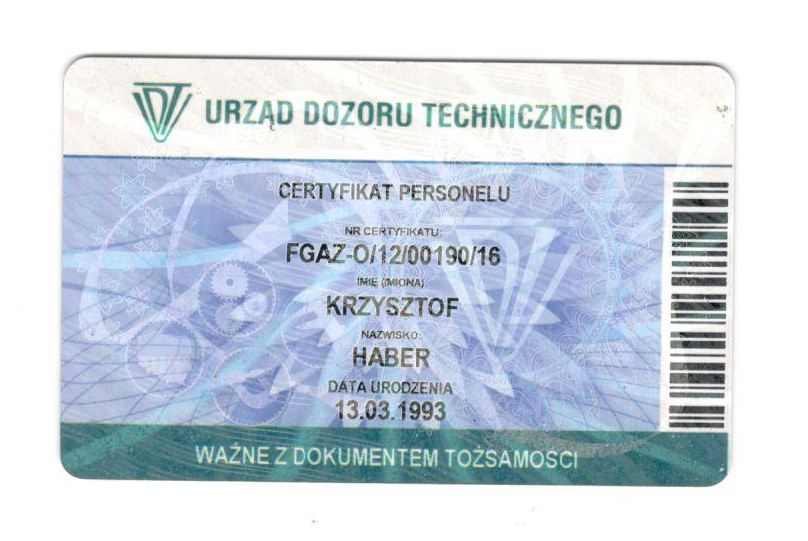 UDT
URZĄD DOZORU TECHNICZNEGO
CERTYFIKAT PERSONELU
NR CERTYFIKATU:
FGAZ-O/12/00190/16
IMIĘ (IMIONA):
KRZYSZTOF
NAZWISKO:
HABER
DATA URODZENIA
13.03.1993
WAŻNE Z DOKUMENTEM TOŻSAMOŚCI